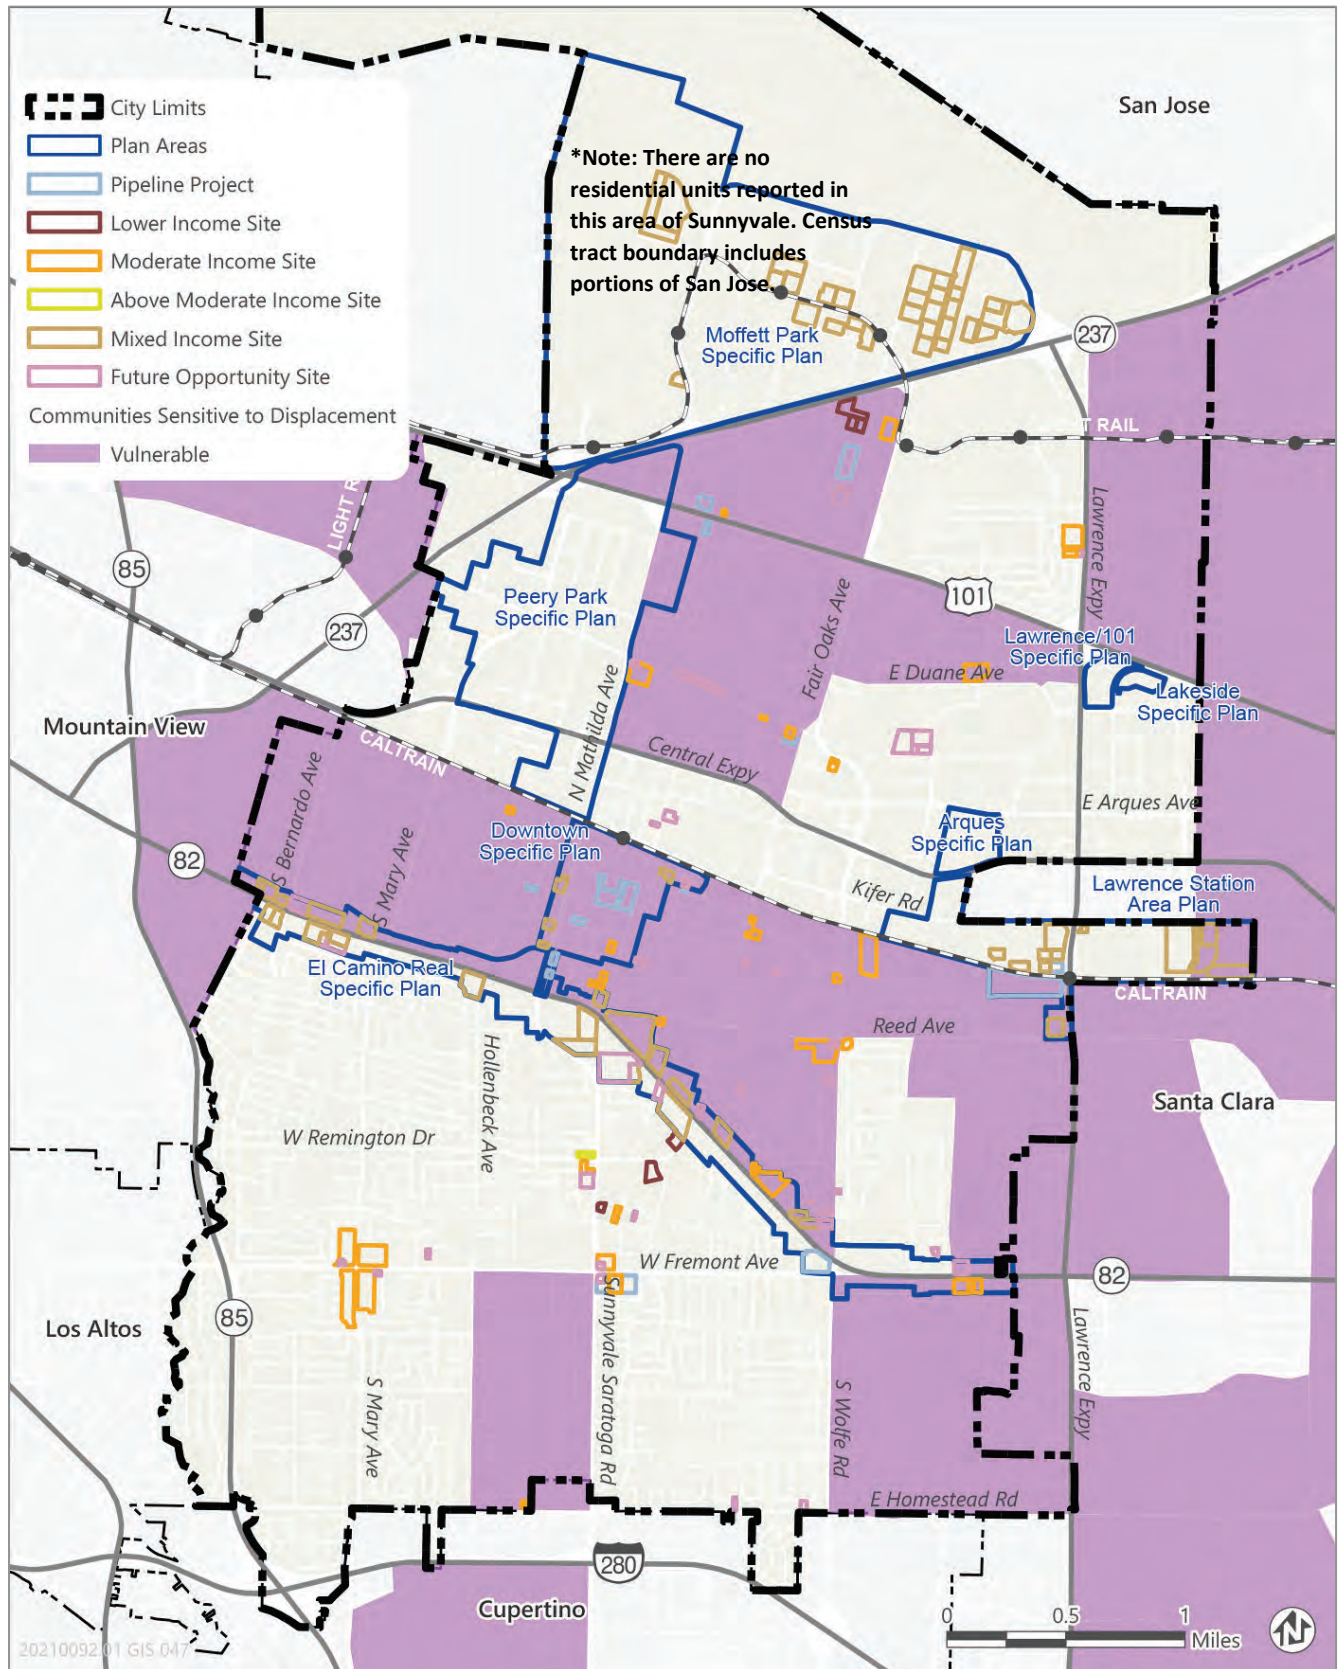 San Jose
City Limits
Plan Areas
Pipeline Project
Lower Income Site
Moderate Income Site
Above Moderate Income Site
Mixed Income Site
Future Opportunity Site
Communities Sensitive to Displacement
Vulnerable
*Note: There are no
residential units reported in
this area of Sunnyvale. Census
tract boundary includes
portions of San Jose.
Moffett Park
Specific Plan
237
T RAIL
LIGHT R
Lawrence Expy
85
237
101
Peery Park
Specific Plan
Fair Oaks Ave
Lawrence/101
Specific Plan
E Duane Ave
Lakeside
Specific Plan
Mountain View
CALTRAIN
N Mathilda Ave
Central Expy
S Bernardo Ave
S Mary Ave
E Arques Ave
Downtown
Specific Plan
Arques
Specific Plan
82
Kifer Rd
Lawrence Station
Area Plan
El Camino Real
Specific Plan
CALTRAIN
Reed Ave
Hollenbeck Ave
Santa Clara
W Remington Dr
W Fremont Ave
82
Los Altos
85
Sunnyvale Saratoga Rd
Lawrence Expy
S Mary Ave
S Wolfe Rd
E Homestead Rd
280
Cupertino
0 0.5 1
Miles
N
20210092.01 GIS 047